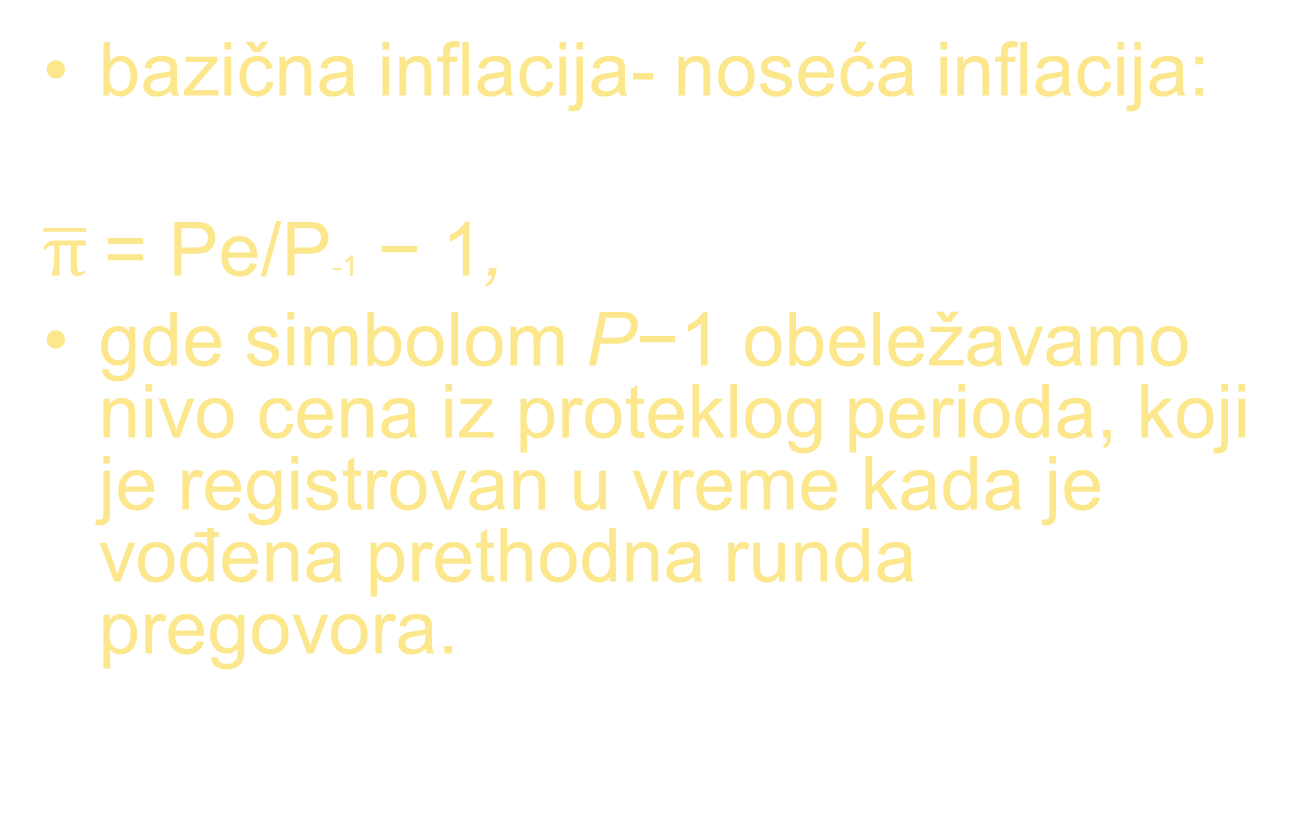 • bazična inflacija- noseća inflacija:
π̅ = Pe/P₋₁ − 1,
• gde simbolom P−1 obeležavamo
nivo cena iz proteklog perioda, koji
je registrovan u vreme kada je
vođena prethodna runda
pregovora.